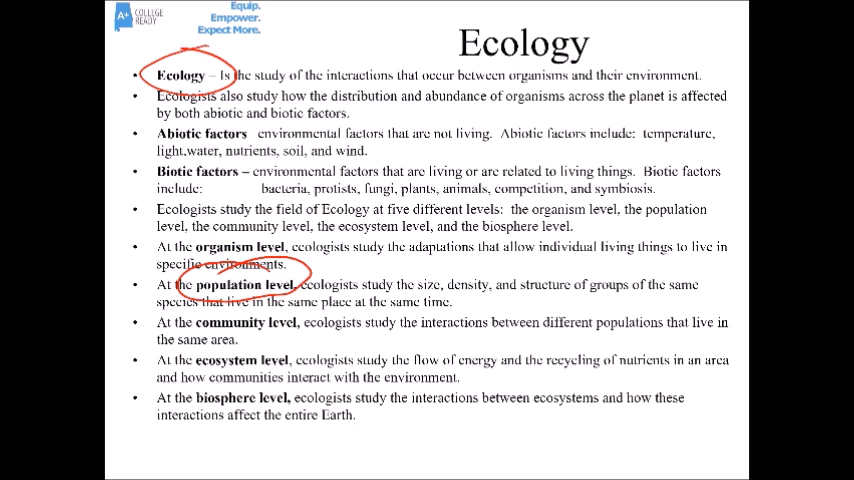 A+ COLLEGE READY
Equip.
Empower.
Expect More.
Ecology
• Ecology – Is the study of the interactions that occur between organisms and their environment.
• Ecologists also study how the distribution and abundance of organisms across the planet is affected
by both abiotic and biotic factors.
• Abiotic factors environmental factors that are not living. Abiotic factors include: temperature,
light,water, nutrients, soil, and wind.
• Biotic factors – environmental factors that are living or are related to living things. Biotic factors
include: bacteria, protists, fungi, plants, animals, competition, and symbiosis.
• Ecologists study the field of Ecology at five different levels: the organism level, the population
level, the community level, the ecosystem level, and the biosphere level.
• At the organism level, ecologists study the adaptations that allow individual living things to live in
specific environments.
• At the population level, ecologists study the size, density, and structure of groups of the same
species that live in the same place at the same time.
• At the community level, ecologists study the interactions between different populations that live in
the same area.
• At the ecosystem level, ecologists study the flow of energy and the recycling of nutrients in an area
and how communities interact with the environment.
• At the biosphere level, ecologists study the interactions between ecosystems and how these
interactions affect the entire Earth.